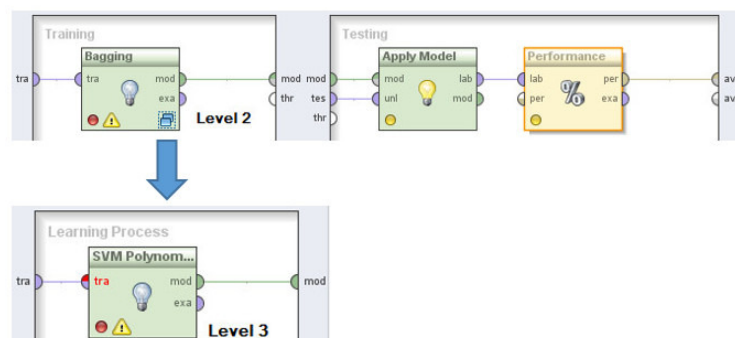 Training
Testing
Bagging
Apply Model
Performance
tra
tra
mod
mod
mod
mod
lab
lab
per
av
exa
thr
tes
unl
mod
per
exa
av
thr
Level 2
Learning Process
SVM Polynom...
tra
tra
mod
mod
exa
Level 3